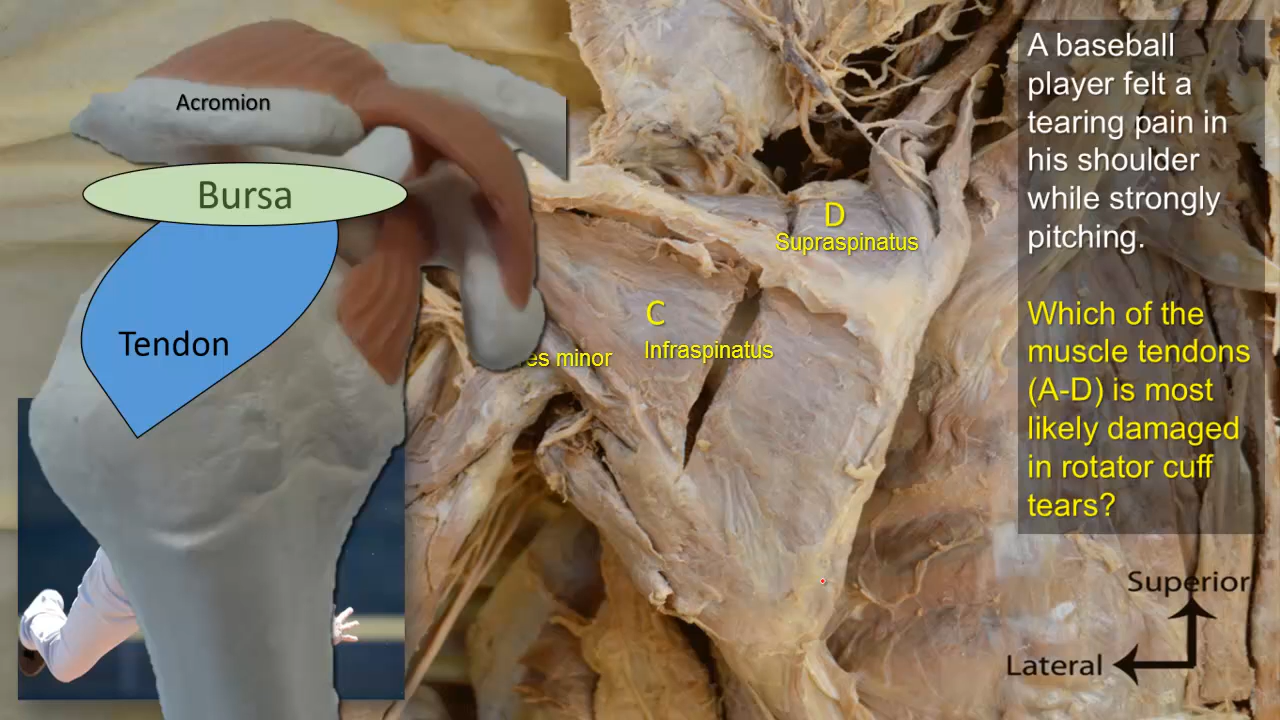 Acromion
Bursa
Tendon
D
Supraspinatus
C
Infraspinatus
minor
A baseball
player felt a
tearing pain in
his shoulder
while strongly
pitching.
Which of the
muscle tendons
(A-D) is most
likely damaged
in rotator cuff
tears?
Superior
Lateral